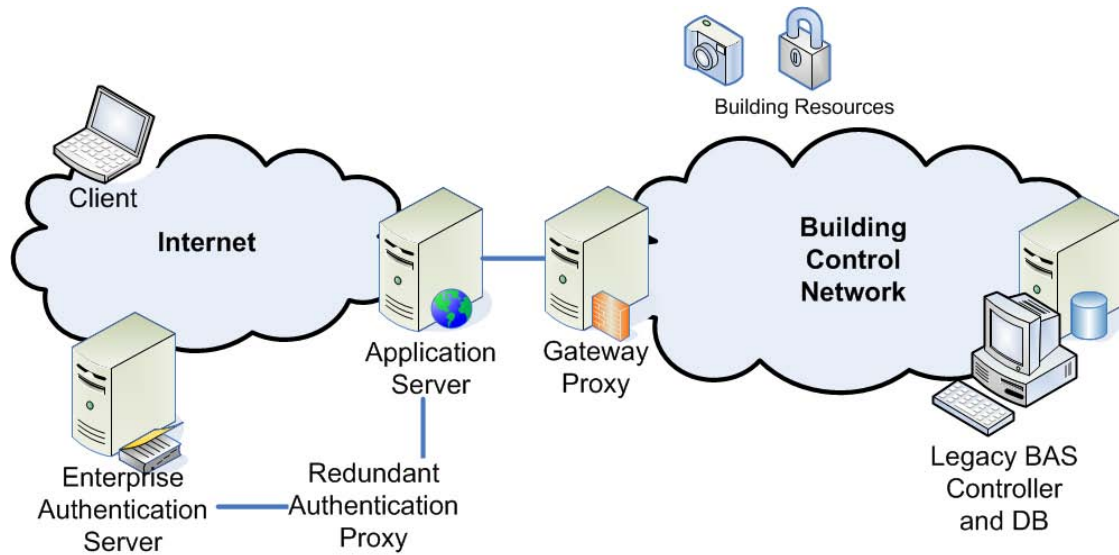 Building Resources
Client
Internet
Building
Control
Network
Application
Server
Gateway
Proxy
Enterprise
Authentication
Server
Redundant
Authentication
Proxy
Legacy BAS
Controller
and DB